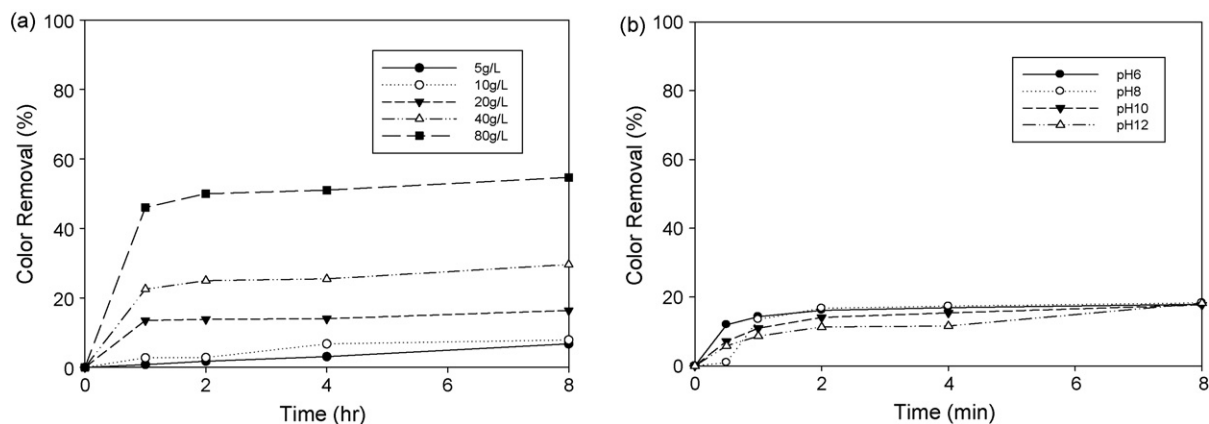 (a)
100
80
60
40
20
0
Color Removal (%)
5g/L
10g/L
20g/L
40g/L
80g/L
0 2 4 6 8
Time (hr)
(b)
100
80
60
40
20
0
Color Removal (%)
pH6
pH8
pH10
pH12
0 2 4 6 8
Time (min)